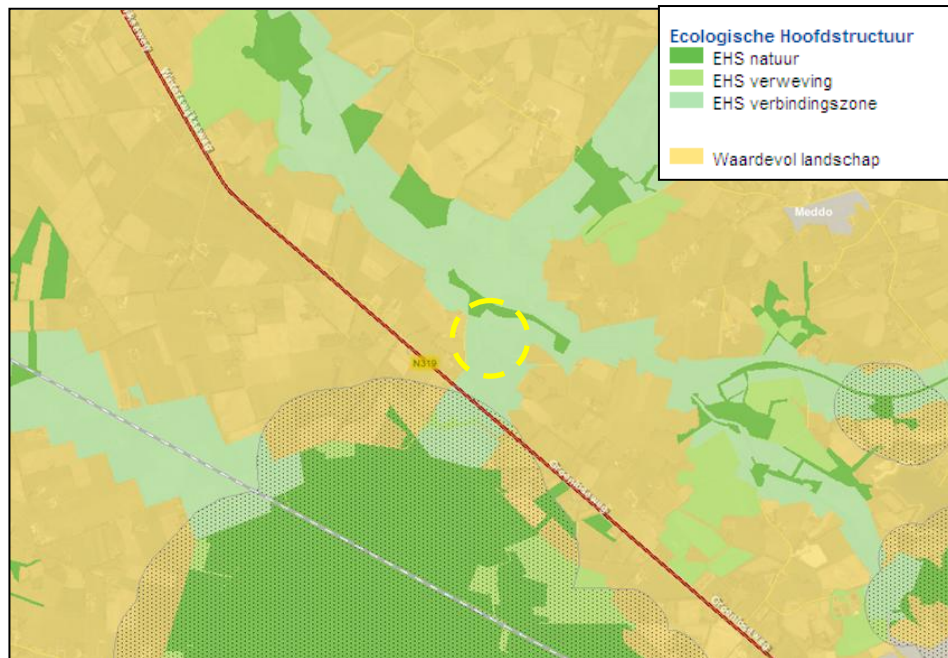 Ecologische Hoofdstructuur
EHS natuur
EHS verweving
EHS verbindingszone
Waardevol landschap
Meddo
N319